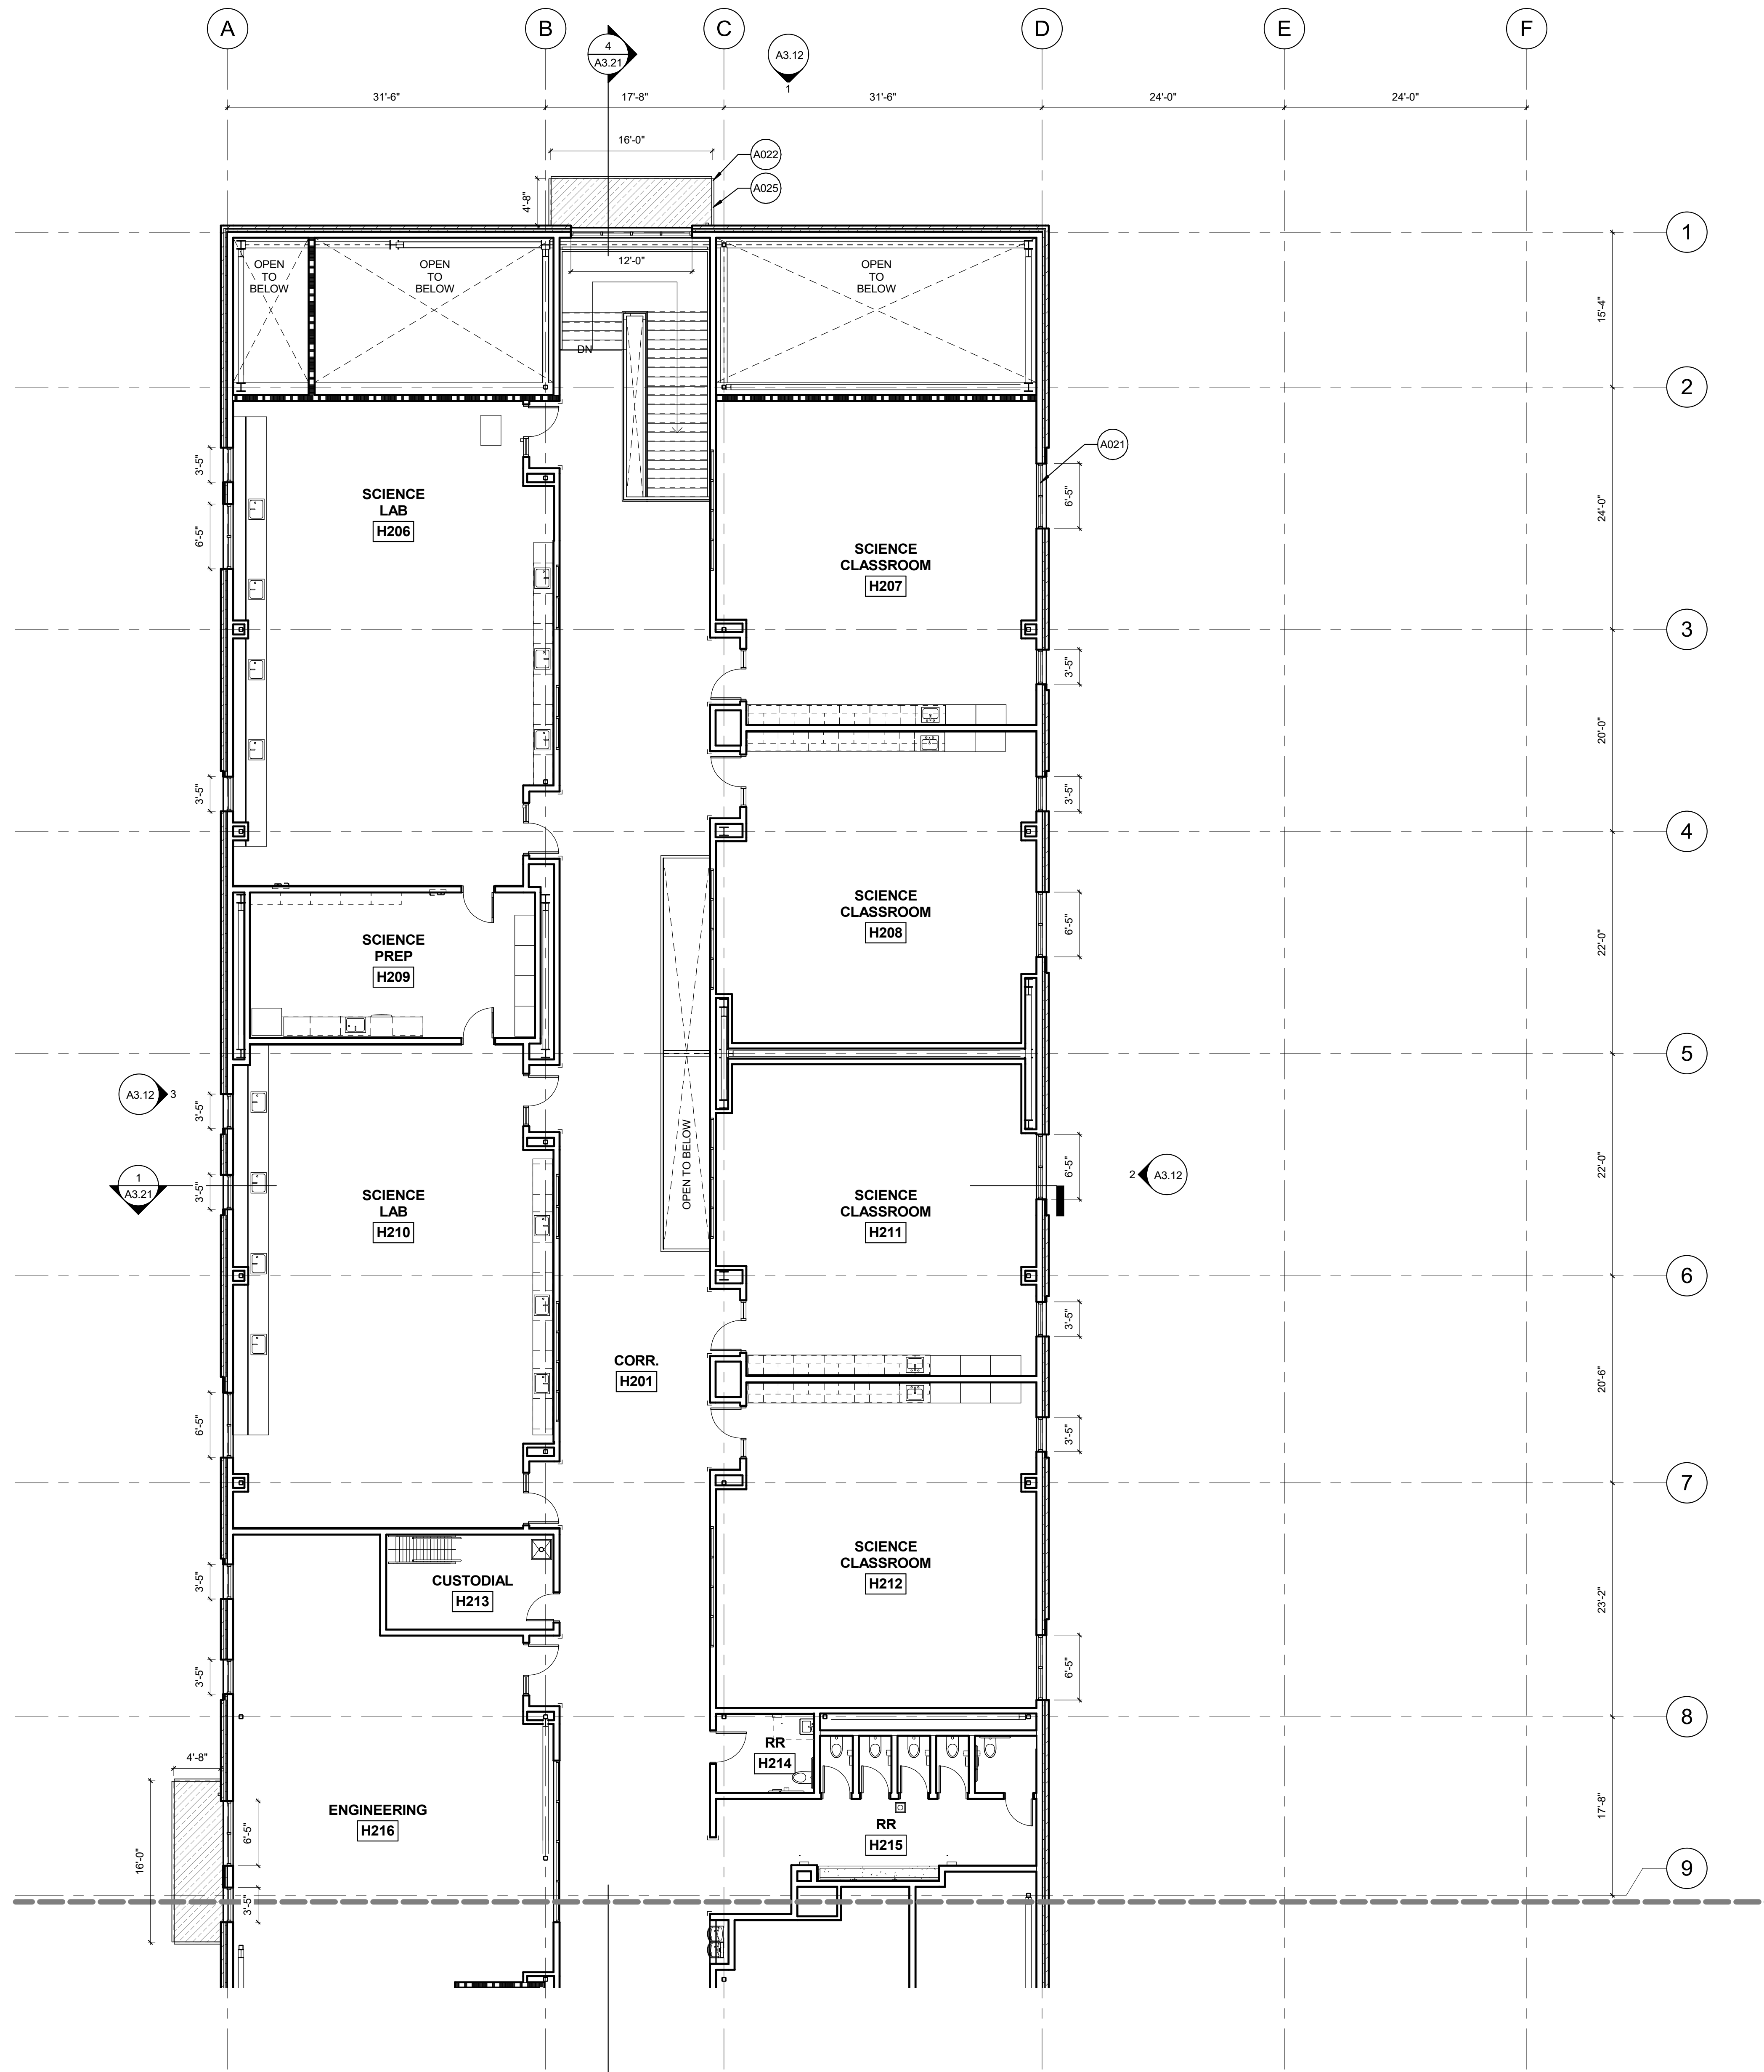 A
B
C
D
E
F
4
A3.21
A3.12
1
31'-6"
17'-8"
31'-6"
24'-0"
24'-0"
16'-0"
A022
A025
4'-8"
1
12'-0"
OPEN
TO
BELOW
OPEN
TO
BELOW
OPEN
TO
BELOW
15'-4"
DN
2
A021
3'-5"
6'-5"
SCIENCE
LAB
H206
6'-5"
24'-0"
SCIENCE
CLASSROOM
H207
3
3'-5"
20'-0"
3'-5"
3'-5"
4
SCIENCE
CLASSROOM
H208
6'-5"
22'-0"
SCIENCE
PREP
H209
5
A3.12
3
3'-5"
1
A3.21
3'-5"
SCIENCE
LAB
H210
OPEN TO BELOW
SCIENCE
CLASSROOM
H211
6'-5"
2
A3.12
22'-0"
6
3'-5"
CORR.
H201
20'-6"
6'-5"
3'-5"
7
SCIENCE
CLASSROOM
H212
3'-5"
CUSTODIAL
H213
23'-2"
3'-5"
6'-5"
8
RR
H214
4'-8"
ENGINEERING
H216
6'-5"
16'-0"
3'-5"
RR
H215
17'-8"
9